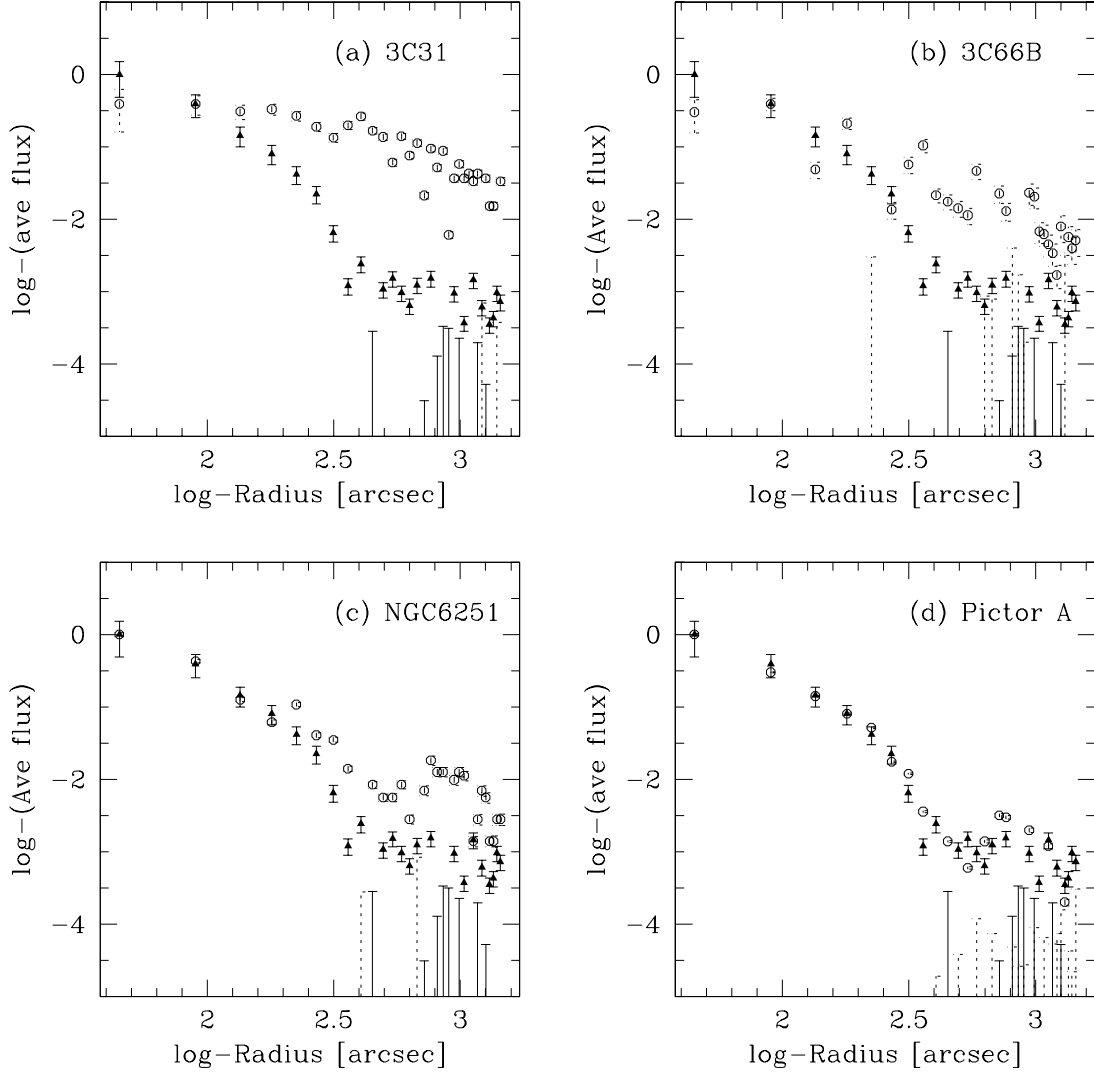 (a) 3C31
0
−2
−4
log−(ave flux)
2
2.5
3
log−Radius [arcsec]
(b) 3C66B
0
−2
−4
log−(Ave flux)
2
2.5
3
log−Radius [arcsec]
(c) NGC6251
0
−2
−4
log−(Ave flux)
2
2.5
3
log−Radius [arcsec]
(d) Pictor A
0
−2
−4
log−(ave flux)
2
2.5
3
log−Radius [arcsec]